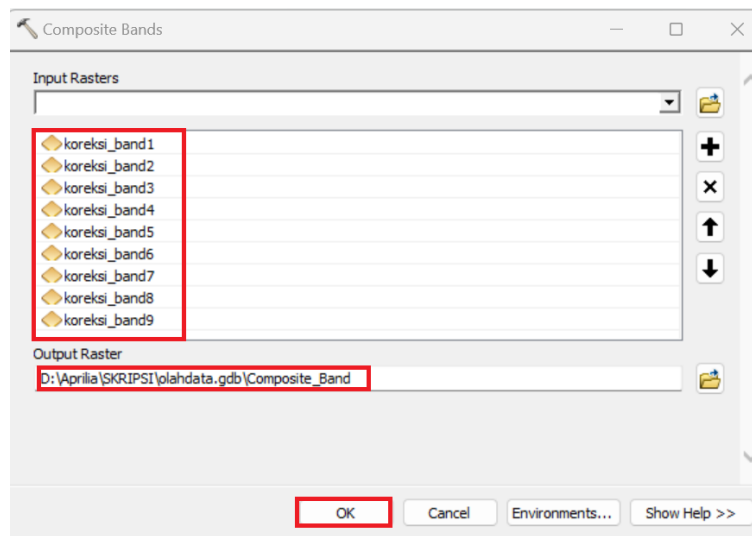 Composite Bands
Input Rasters
koreksi_band1
koreksi_band2
koreksi_band3
koreksi_band4
koreksi_band5
koreksi_band6
koreksi_band7
koreksi_band8
koreksi_band9
Output Raster
D:\Aprilia\SKRIPSI\olahdata.gdb\Composite_Band
OK Cancel Environments... Show Help >>